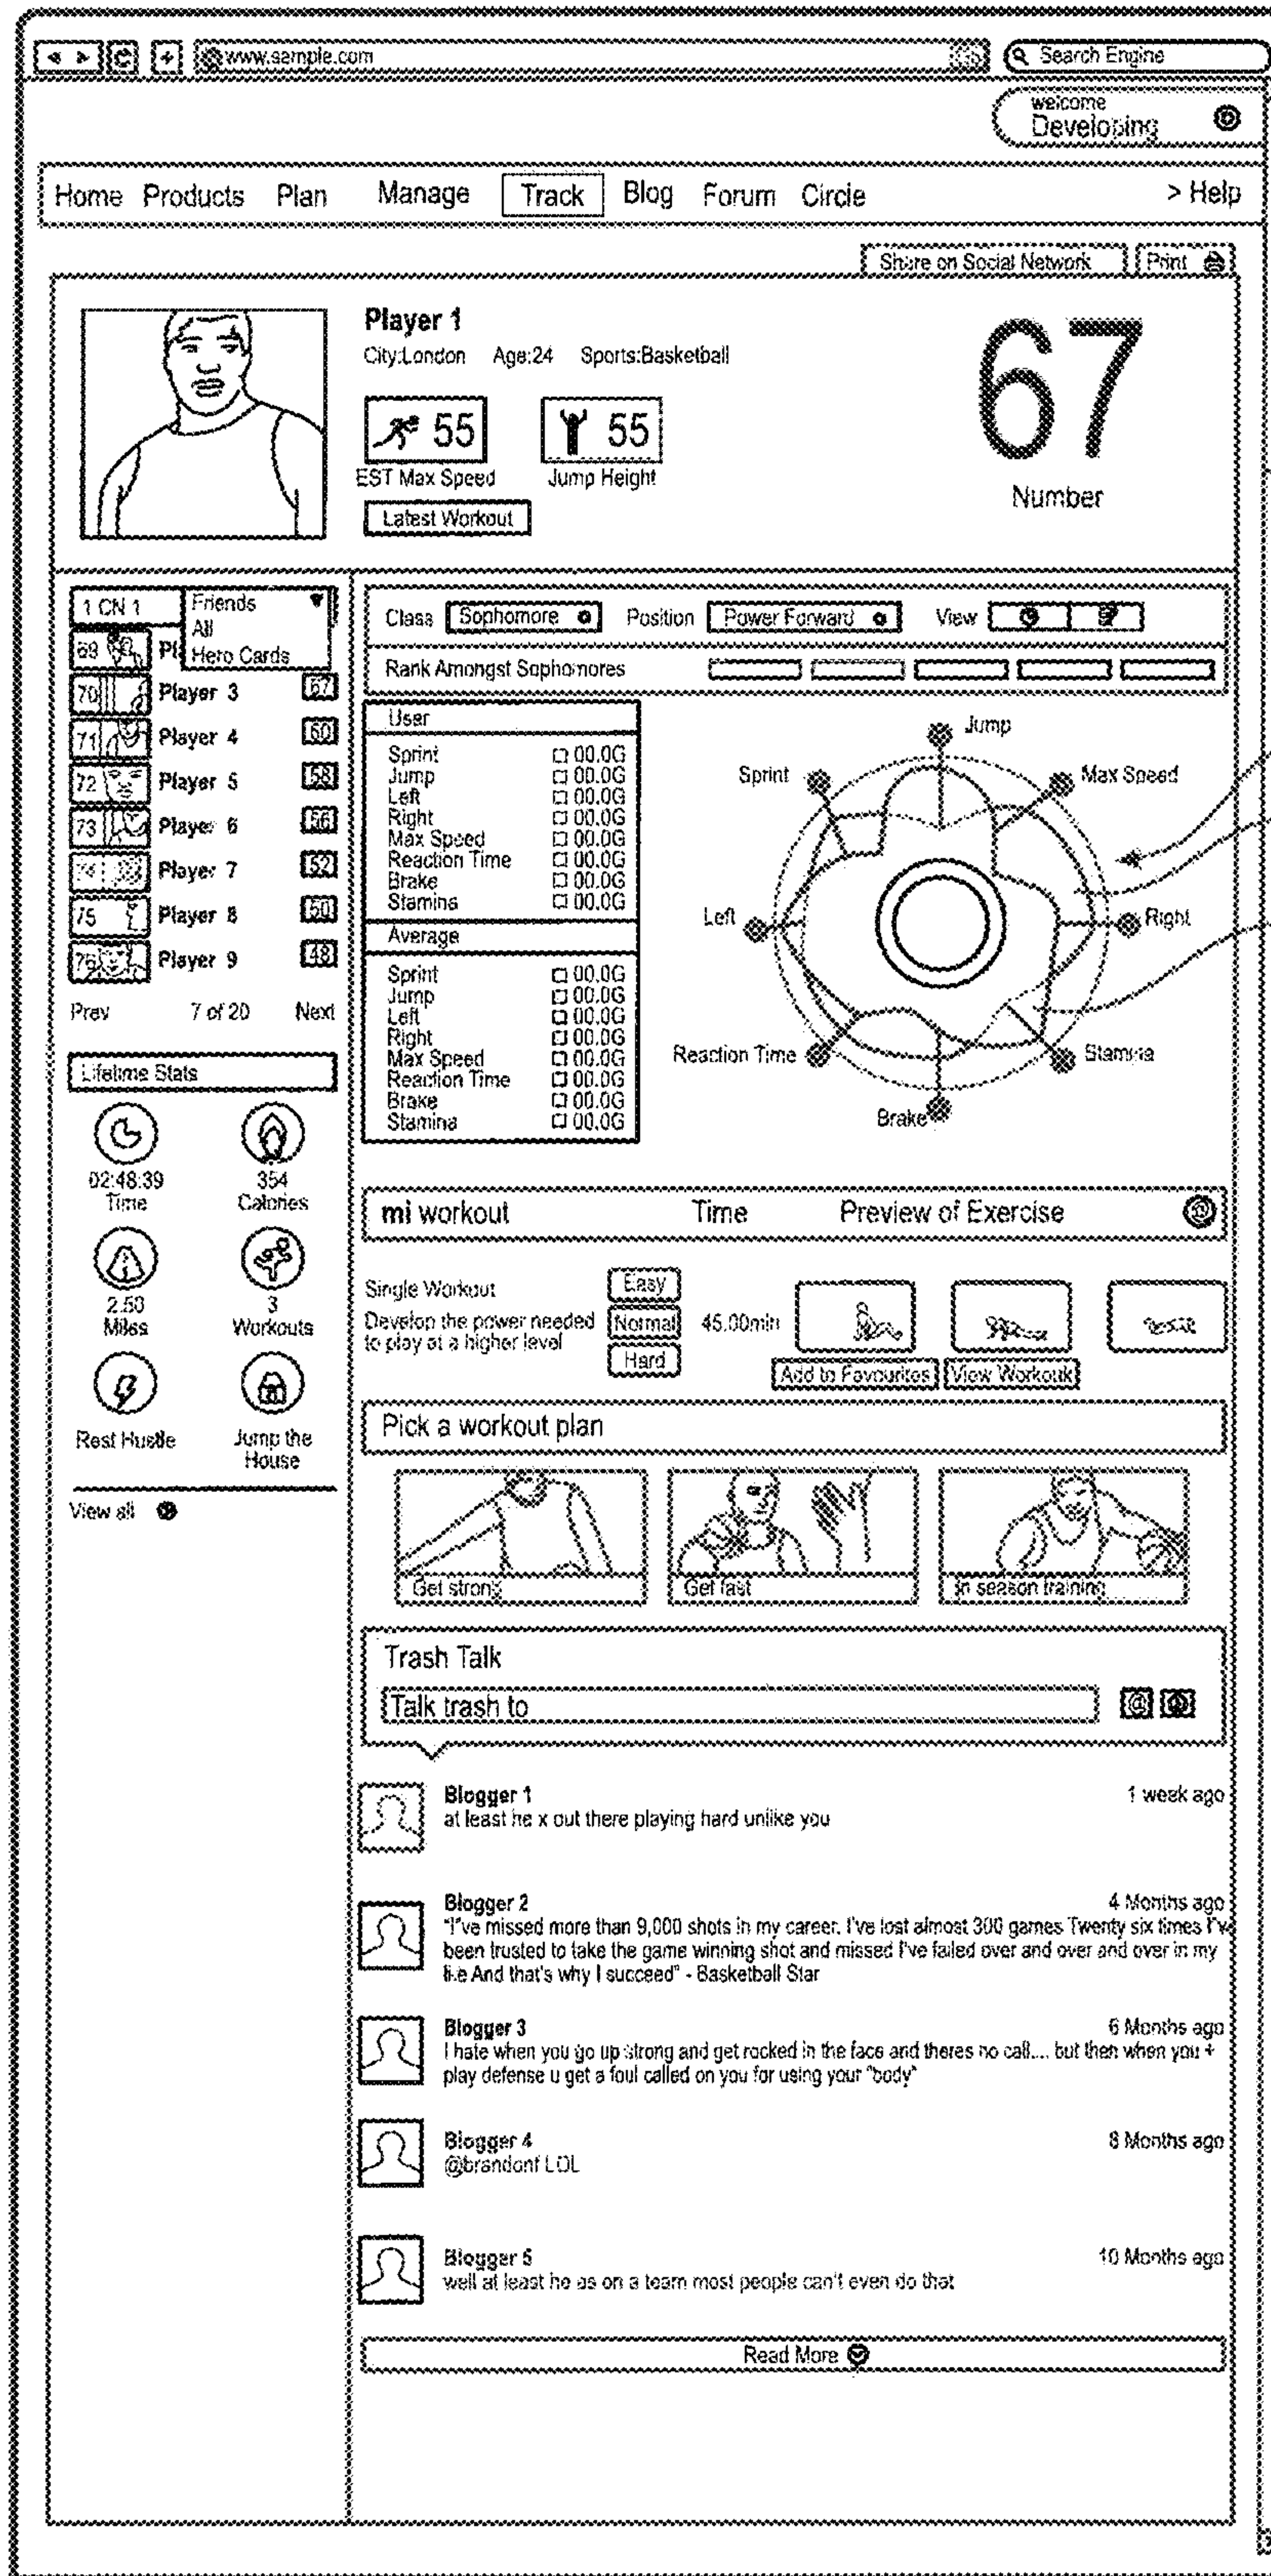 www.sample.com
Search Engine
welcome
Developing
Home Products Plan Manage Track Blog Forum Circle > Help
Share on Social Network Print
Player 1
City:London Age:24 Sports:Basketball
67
55 55
EST Max Speed Jump Height
Number
Latest Workout
1 CN 1
Friends
All
Hero Cards
69 Pl
70 Player 3 57
71 Player 4 60
72 Player 5 58
73 Player 6 56
74 Player 7 52
75 Player 8 50
76 Player 9 48
Prev 7 of 20 Next
Lifetime Stats
02:48:39 354
Time Calories
2.50 3
Miles Workouts
Rest Hustle Jump the
House
View all
Class Sophomore Position Power Forward View
Rank Amongst Sophomores
User
Sprint 00.0G
Jump 00.0G
Left 00.0G
Right 00.0G
Max Speed 00.0G
Reaction Time 00.0G
Brake 00.0G
Stamina 00.0G
Average
Sprint 00.0G
Jump 00.0G
Left 00.0G
Right 00.0G
Max Speed 00.0G
Reaction Time 00.0G
Brake 00.0G
Stamina 00.0G
Jump
Sprint
Max Speed
Left
Right
Reaction Time
Stamina
Brake
mi workout Time Preview of Exercise @
Single Workout
Develop the power needed
to play at a higher level
Easy
Normal
Hard
45.00min
Add to Favourites View Workout
Pick a workout plan
Get strong Get fast In season training
Trash Talk
Talk trash to @
Blogger 1 1 week ago
at least he x out there playing hard unlike you
Blogger 2 4 Months ago
"I"ve missed more than 9,000 shots in my career. I've lost almost 300 games Twenty six times I"ve
been trusted to take the game winning shot and missed I've failed over and over and over in my
And that's why I succeed" - Basketball Star
Blogger 3 6 Months ago
I hate when you go up strong and get rocked in the face and theres no call.... but then when you +
play defense u get a foul called on you for using your "body"
Blogger 4 8 Months ago
@brandonf LOL
Blogger 5 10 Months ago
well at least he as on a team most people can't even do that
Read More